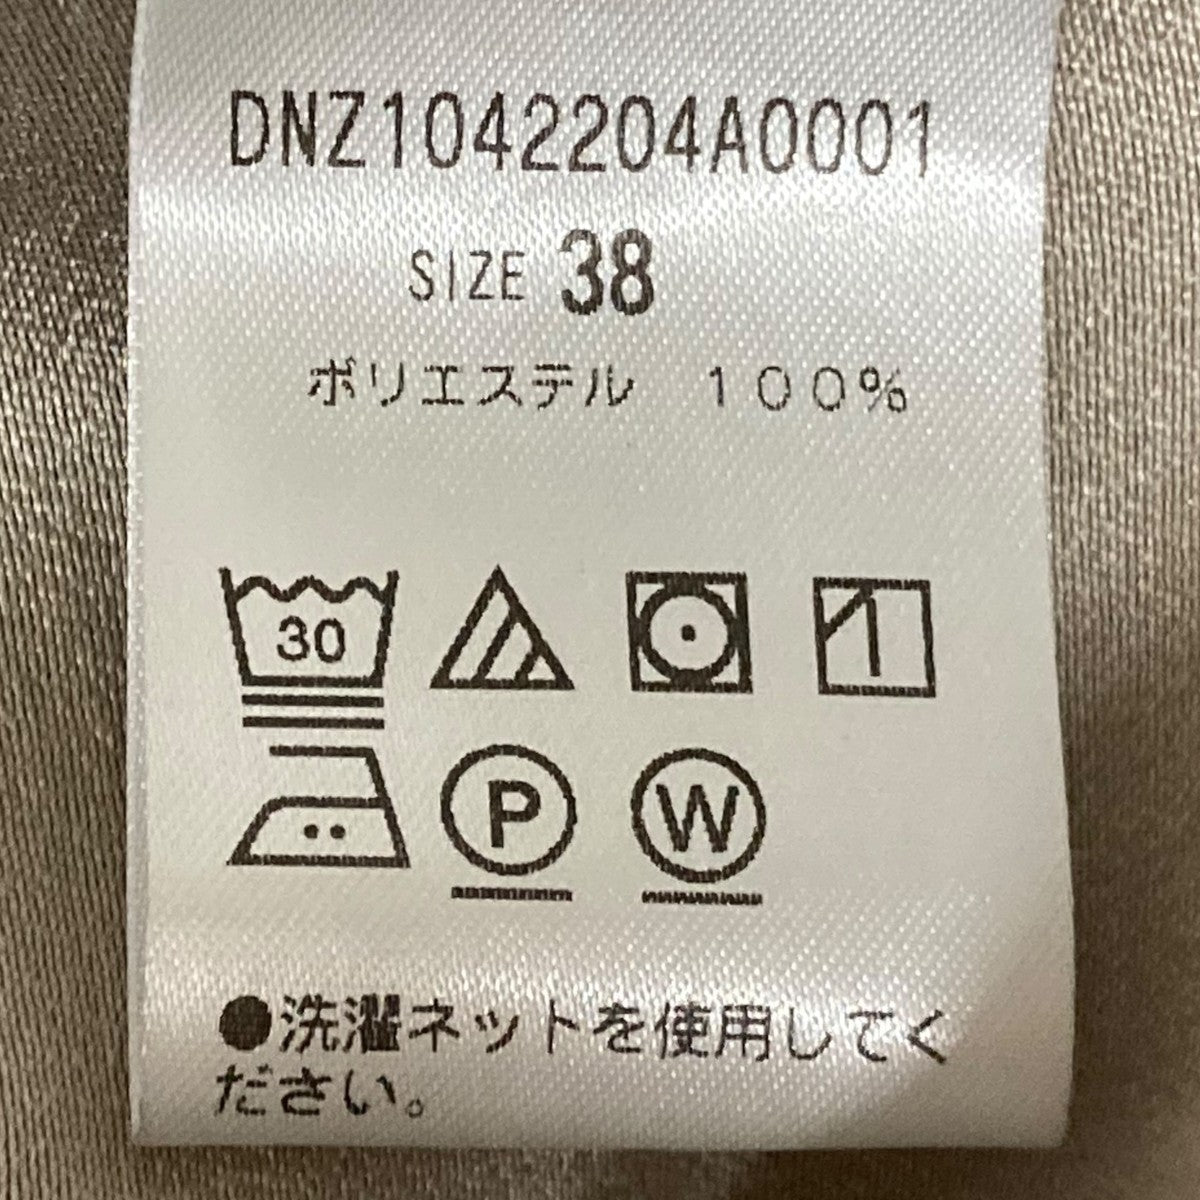 DNZ1042204A0001
SIZE 38
ポリエステル　１００％
30
P W
●洗濯ネットを使用してく
ださい。